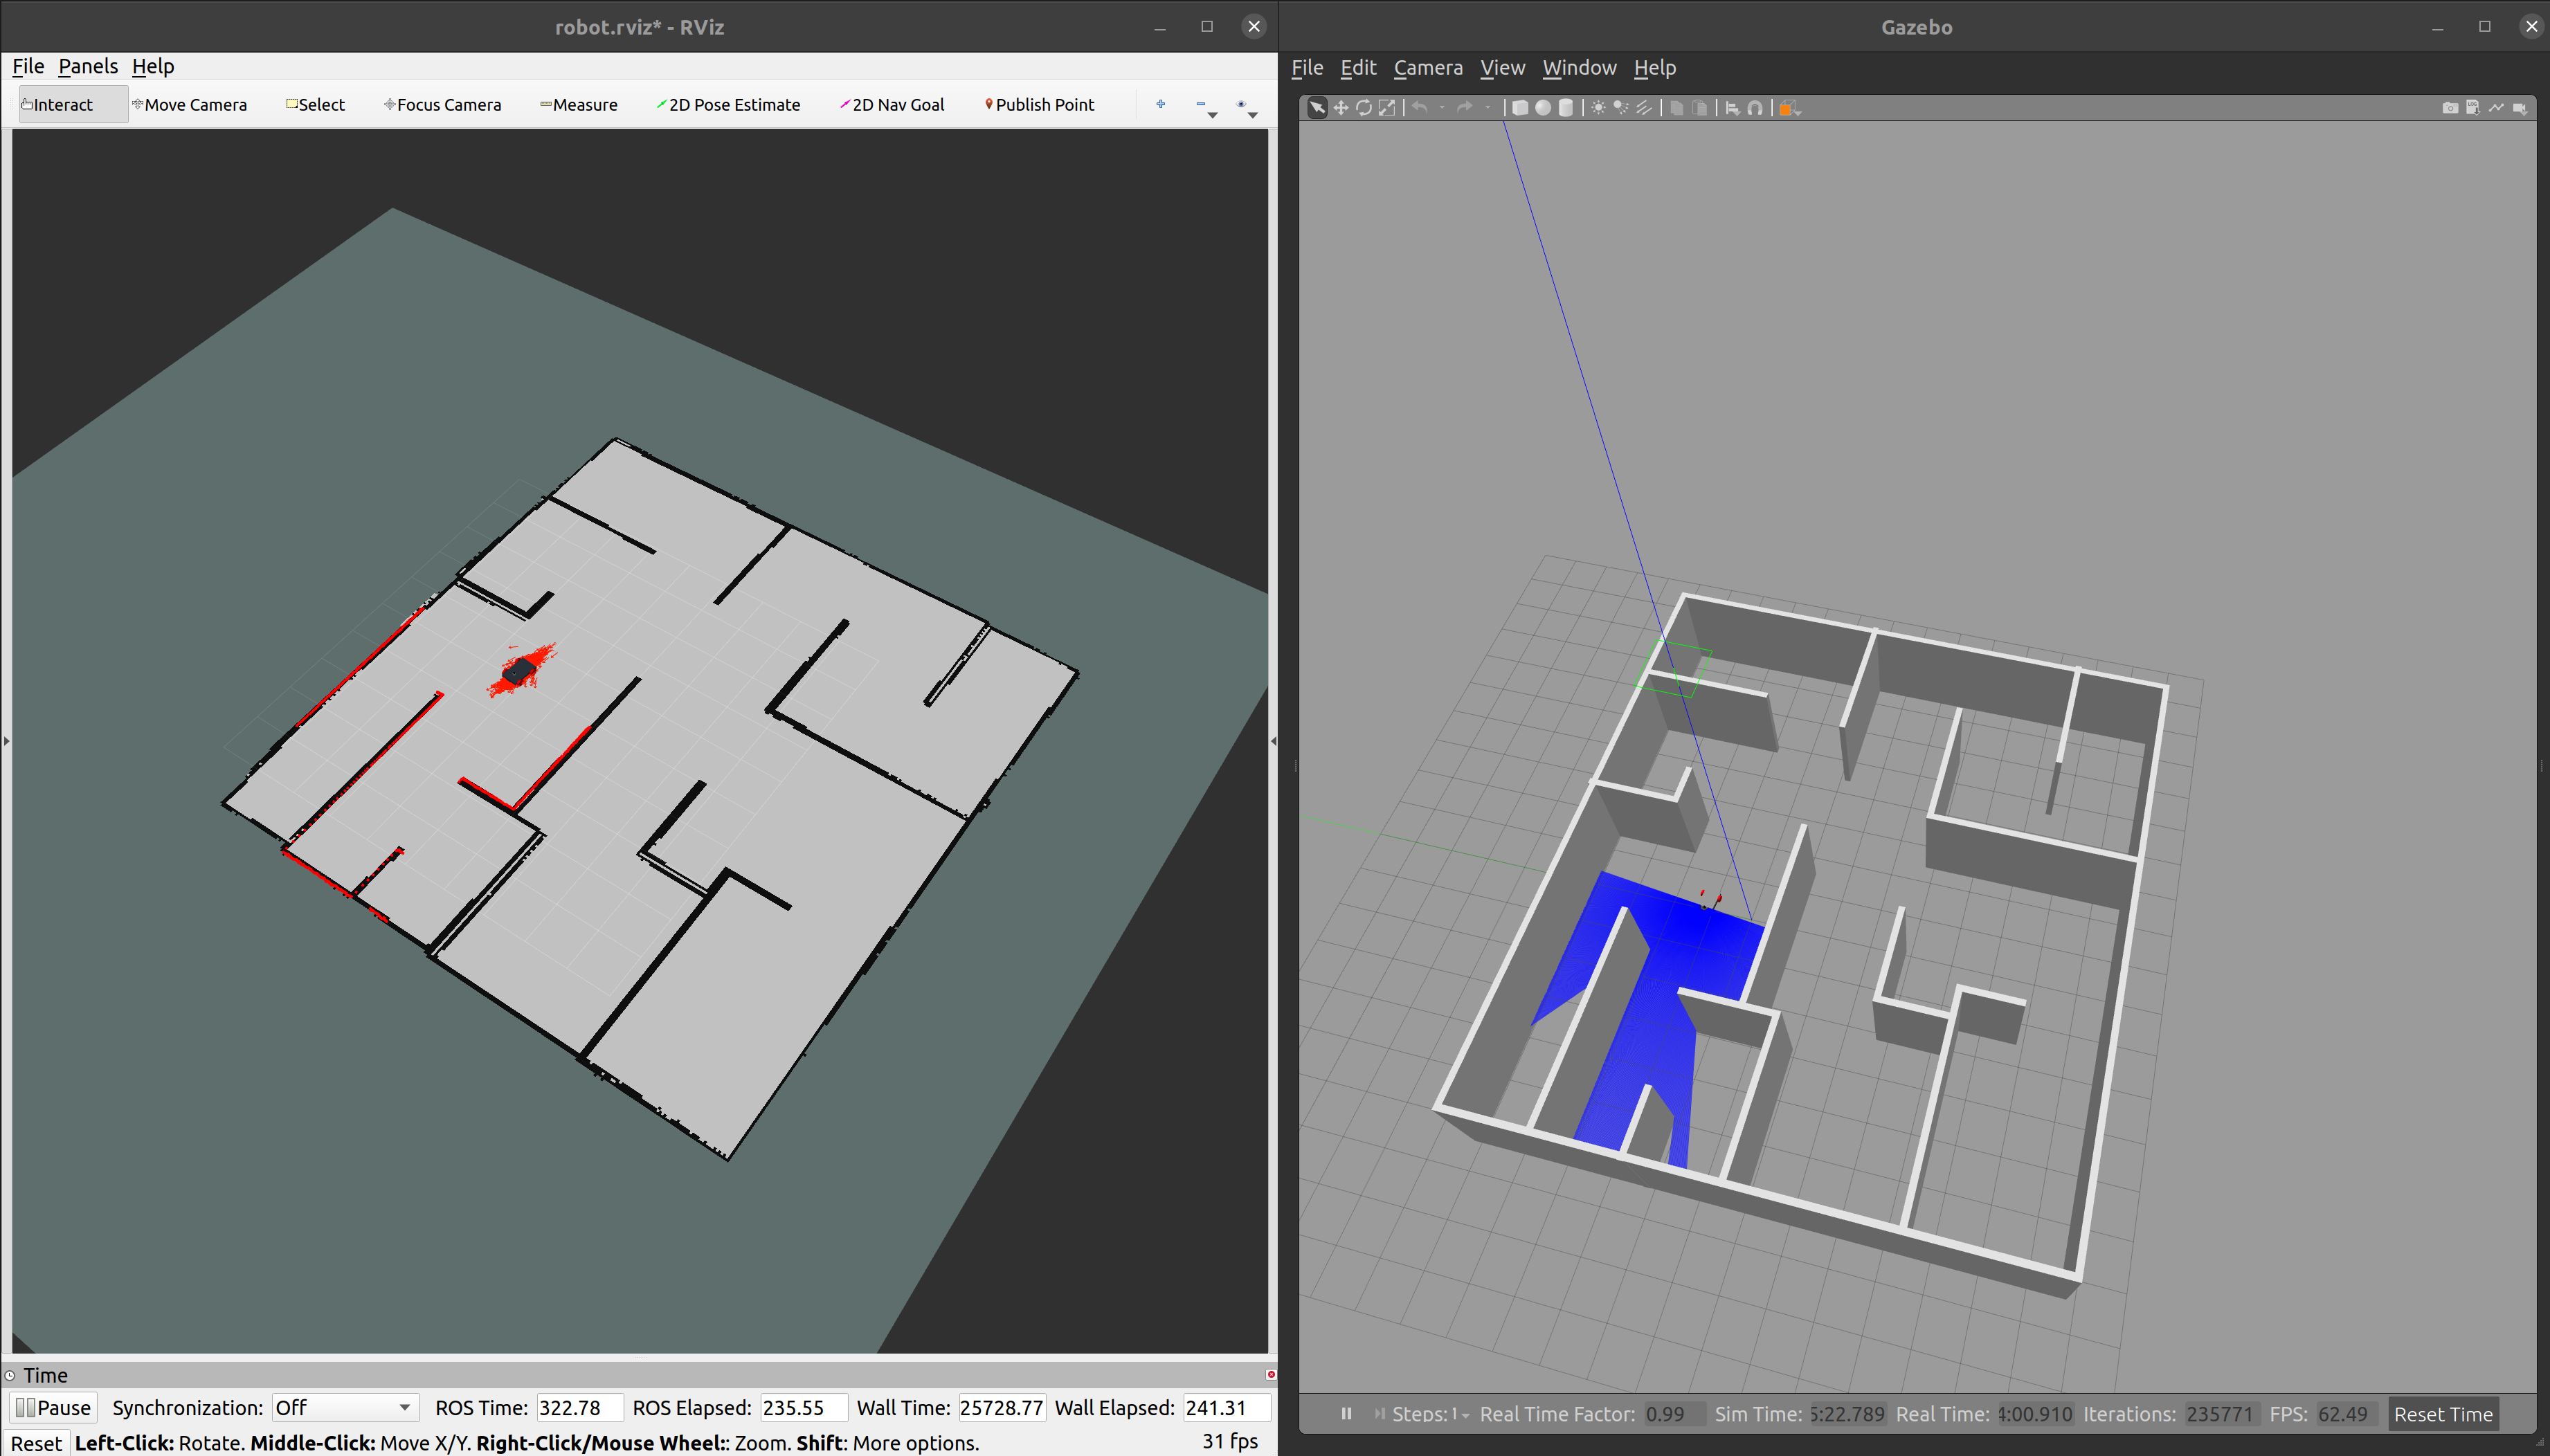 robot.rviz* - RViz
File Panels Help
Interact Move Camera Select Focus Camera Measure 2D Pose Estimate 2D Nav Goal Publish Point
Time
Pause Synchronization: Off ROS Time: 322.78 ROS Elapsed: 235.55 Wall Time: 25728.77 Wall Elapsed: 241.31
Reset Left-Click: Rotate. Middle-Click: Move X/Y. Right-Click/Mouse Wheel:: Zoom. Shift: More options. 31 fps
Gazebo
File Edit Camera View Window Help
Steps: 1 Real Time Factor: 0.99 Sim Time: 5:22.789 Real Time: 4:00.910 Iterations: 235771 FPS: 62.49 Reset Time